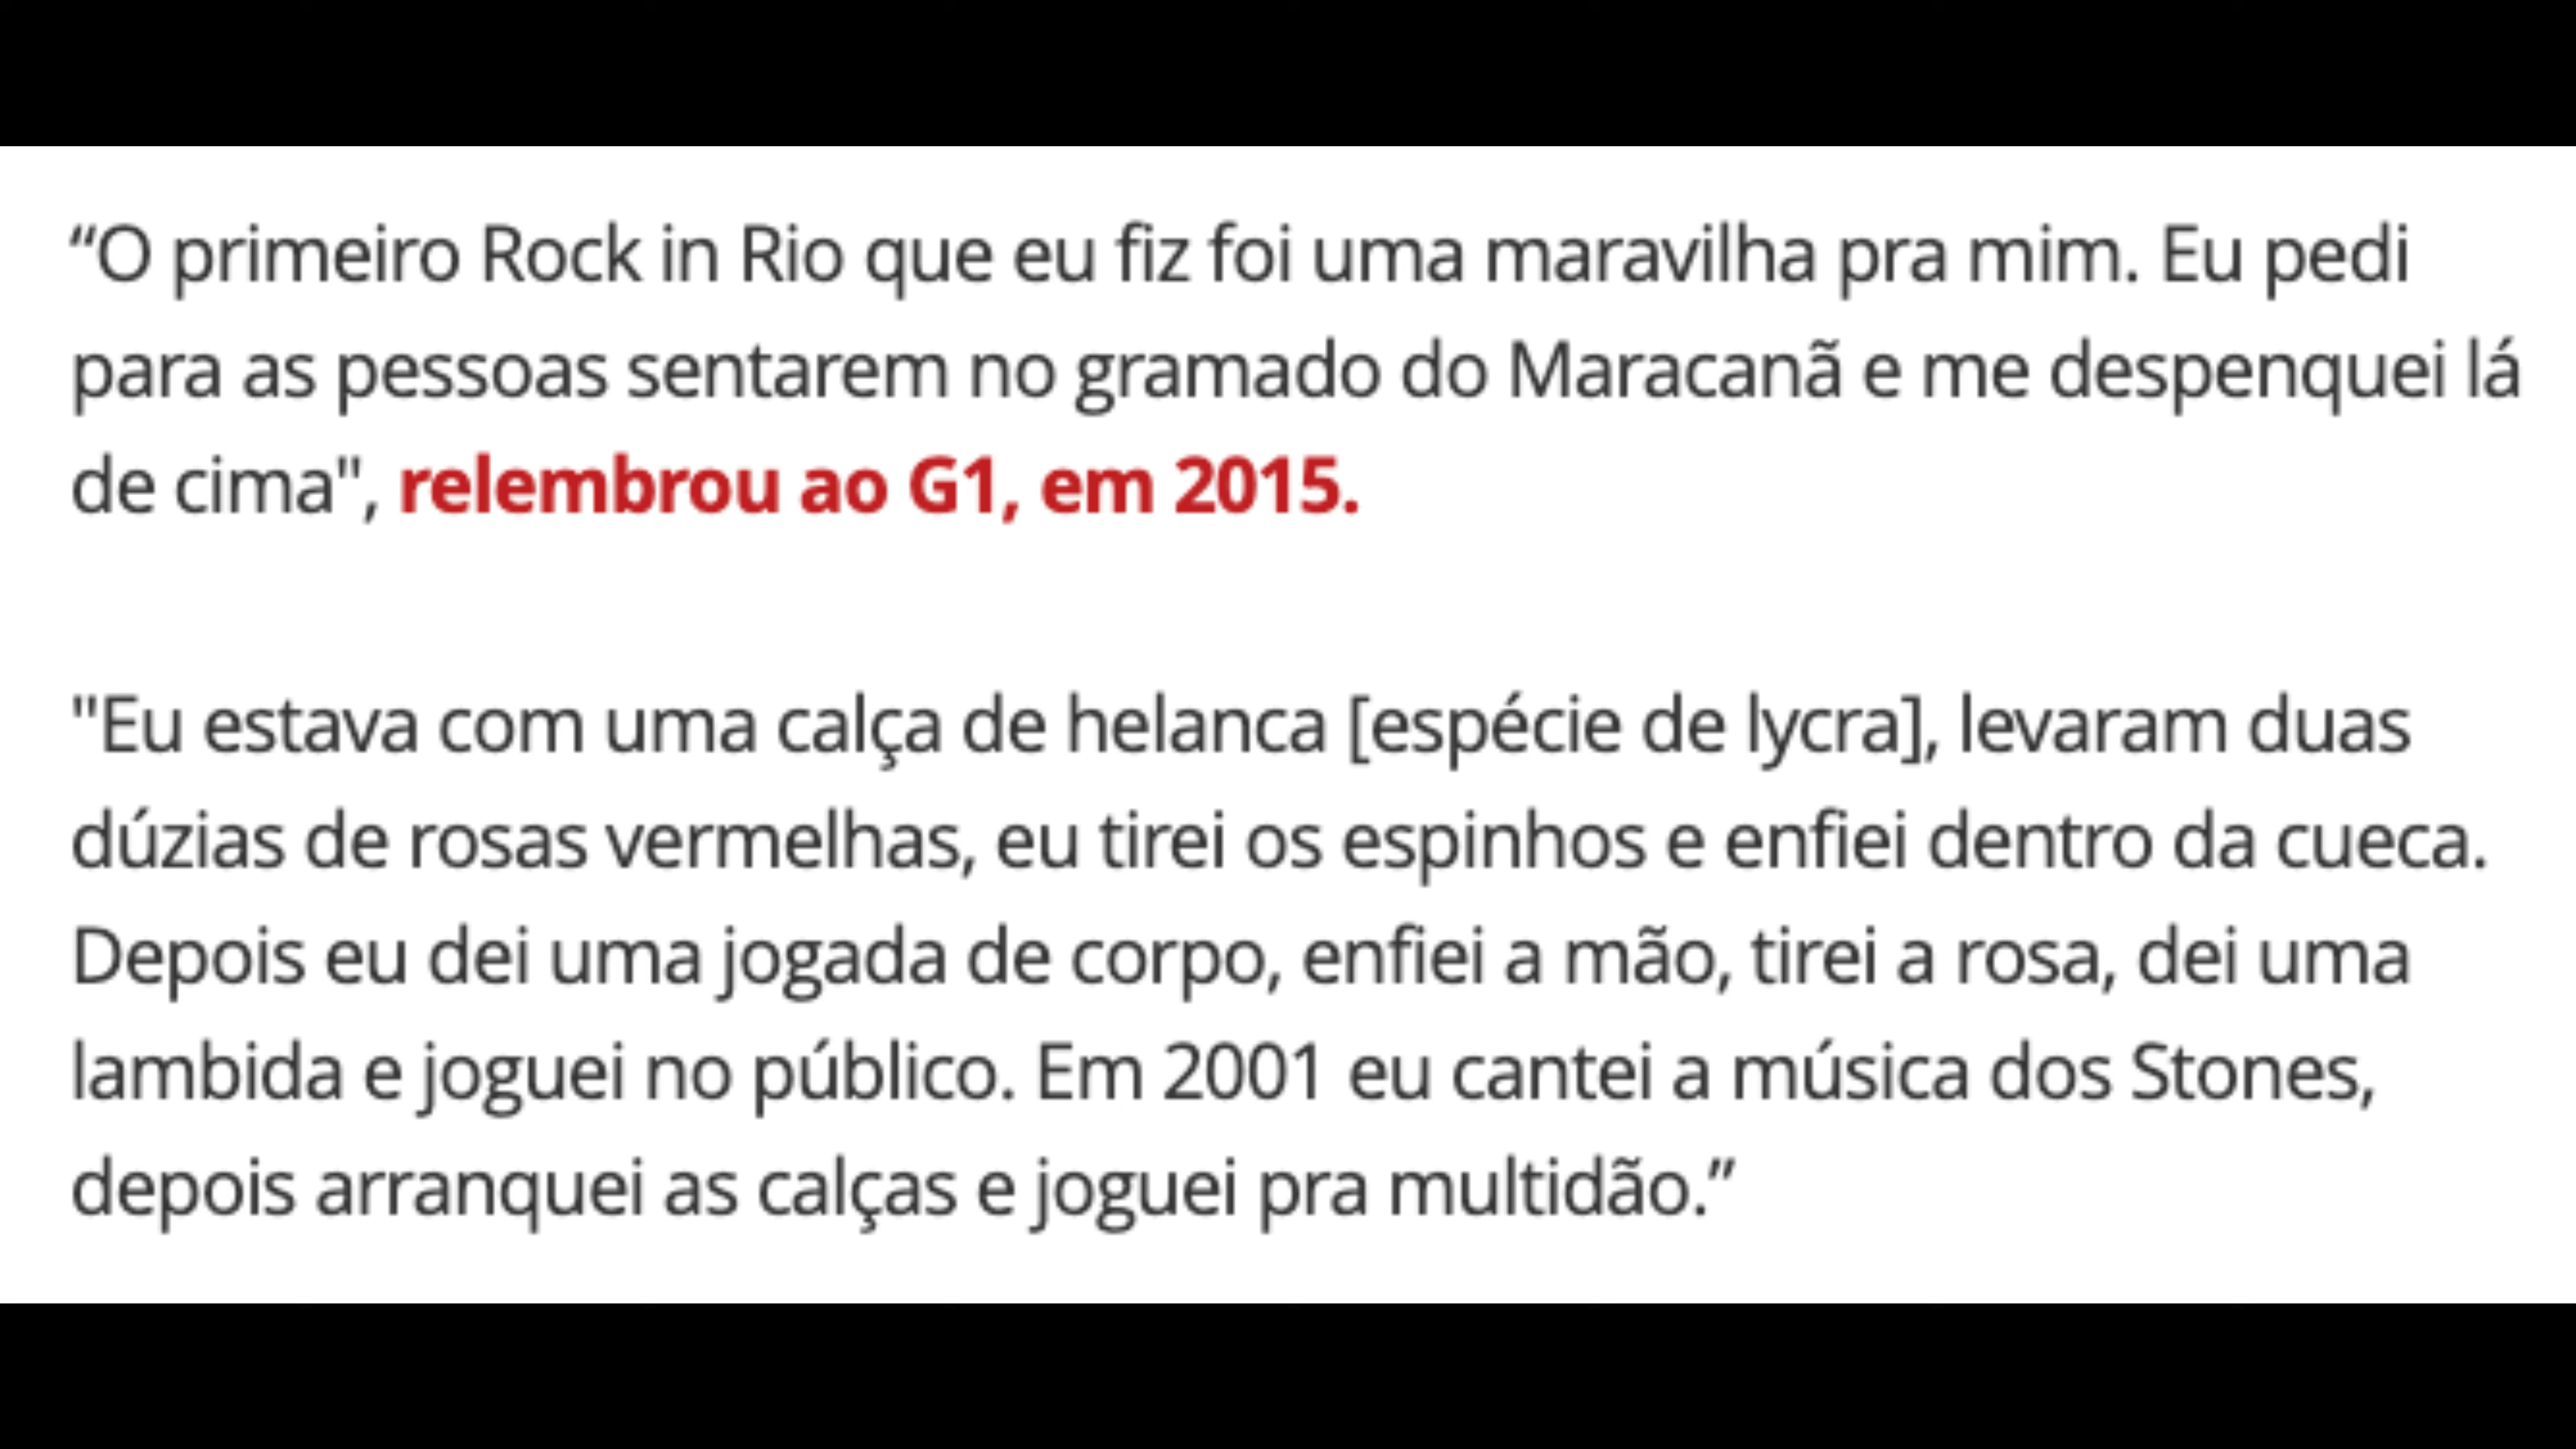 “O primeiro Rock in Rio que eu fiz foi uma maravilha pra mim. Eu pedi
para as pessoas sentarem no gramado do Maracanã e me despenquei lá
de cima", relembrou ao G1, em 2015.
"Eu estava com uma calça de helanca [espécie de lycra], levaram duas
dúzias de rosas vermelhas, eu tirei os espinhos e enfiei dentro da cueca.
Depois eu dei uma jogada de corpo, enfiei a mão, tirei a rosa, dei uma
lambida e joguei no público. Em 2001 eu cantei a música dos Stones,
depois arranquei as calças e joguei pra multidão.”